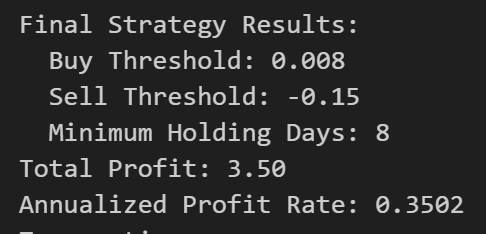 Final Strategy Results:
Buy Threshold: 0.008
Sell Threshold: -0.15
Minimum Holding Days: 8
Total Profit: 3.50
Annualized Profit Rate: 0.3502